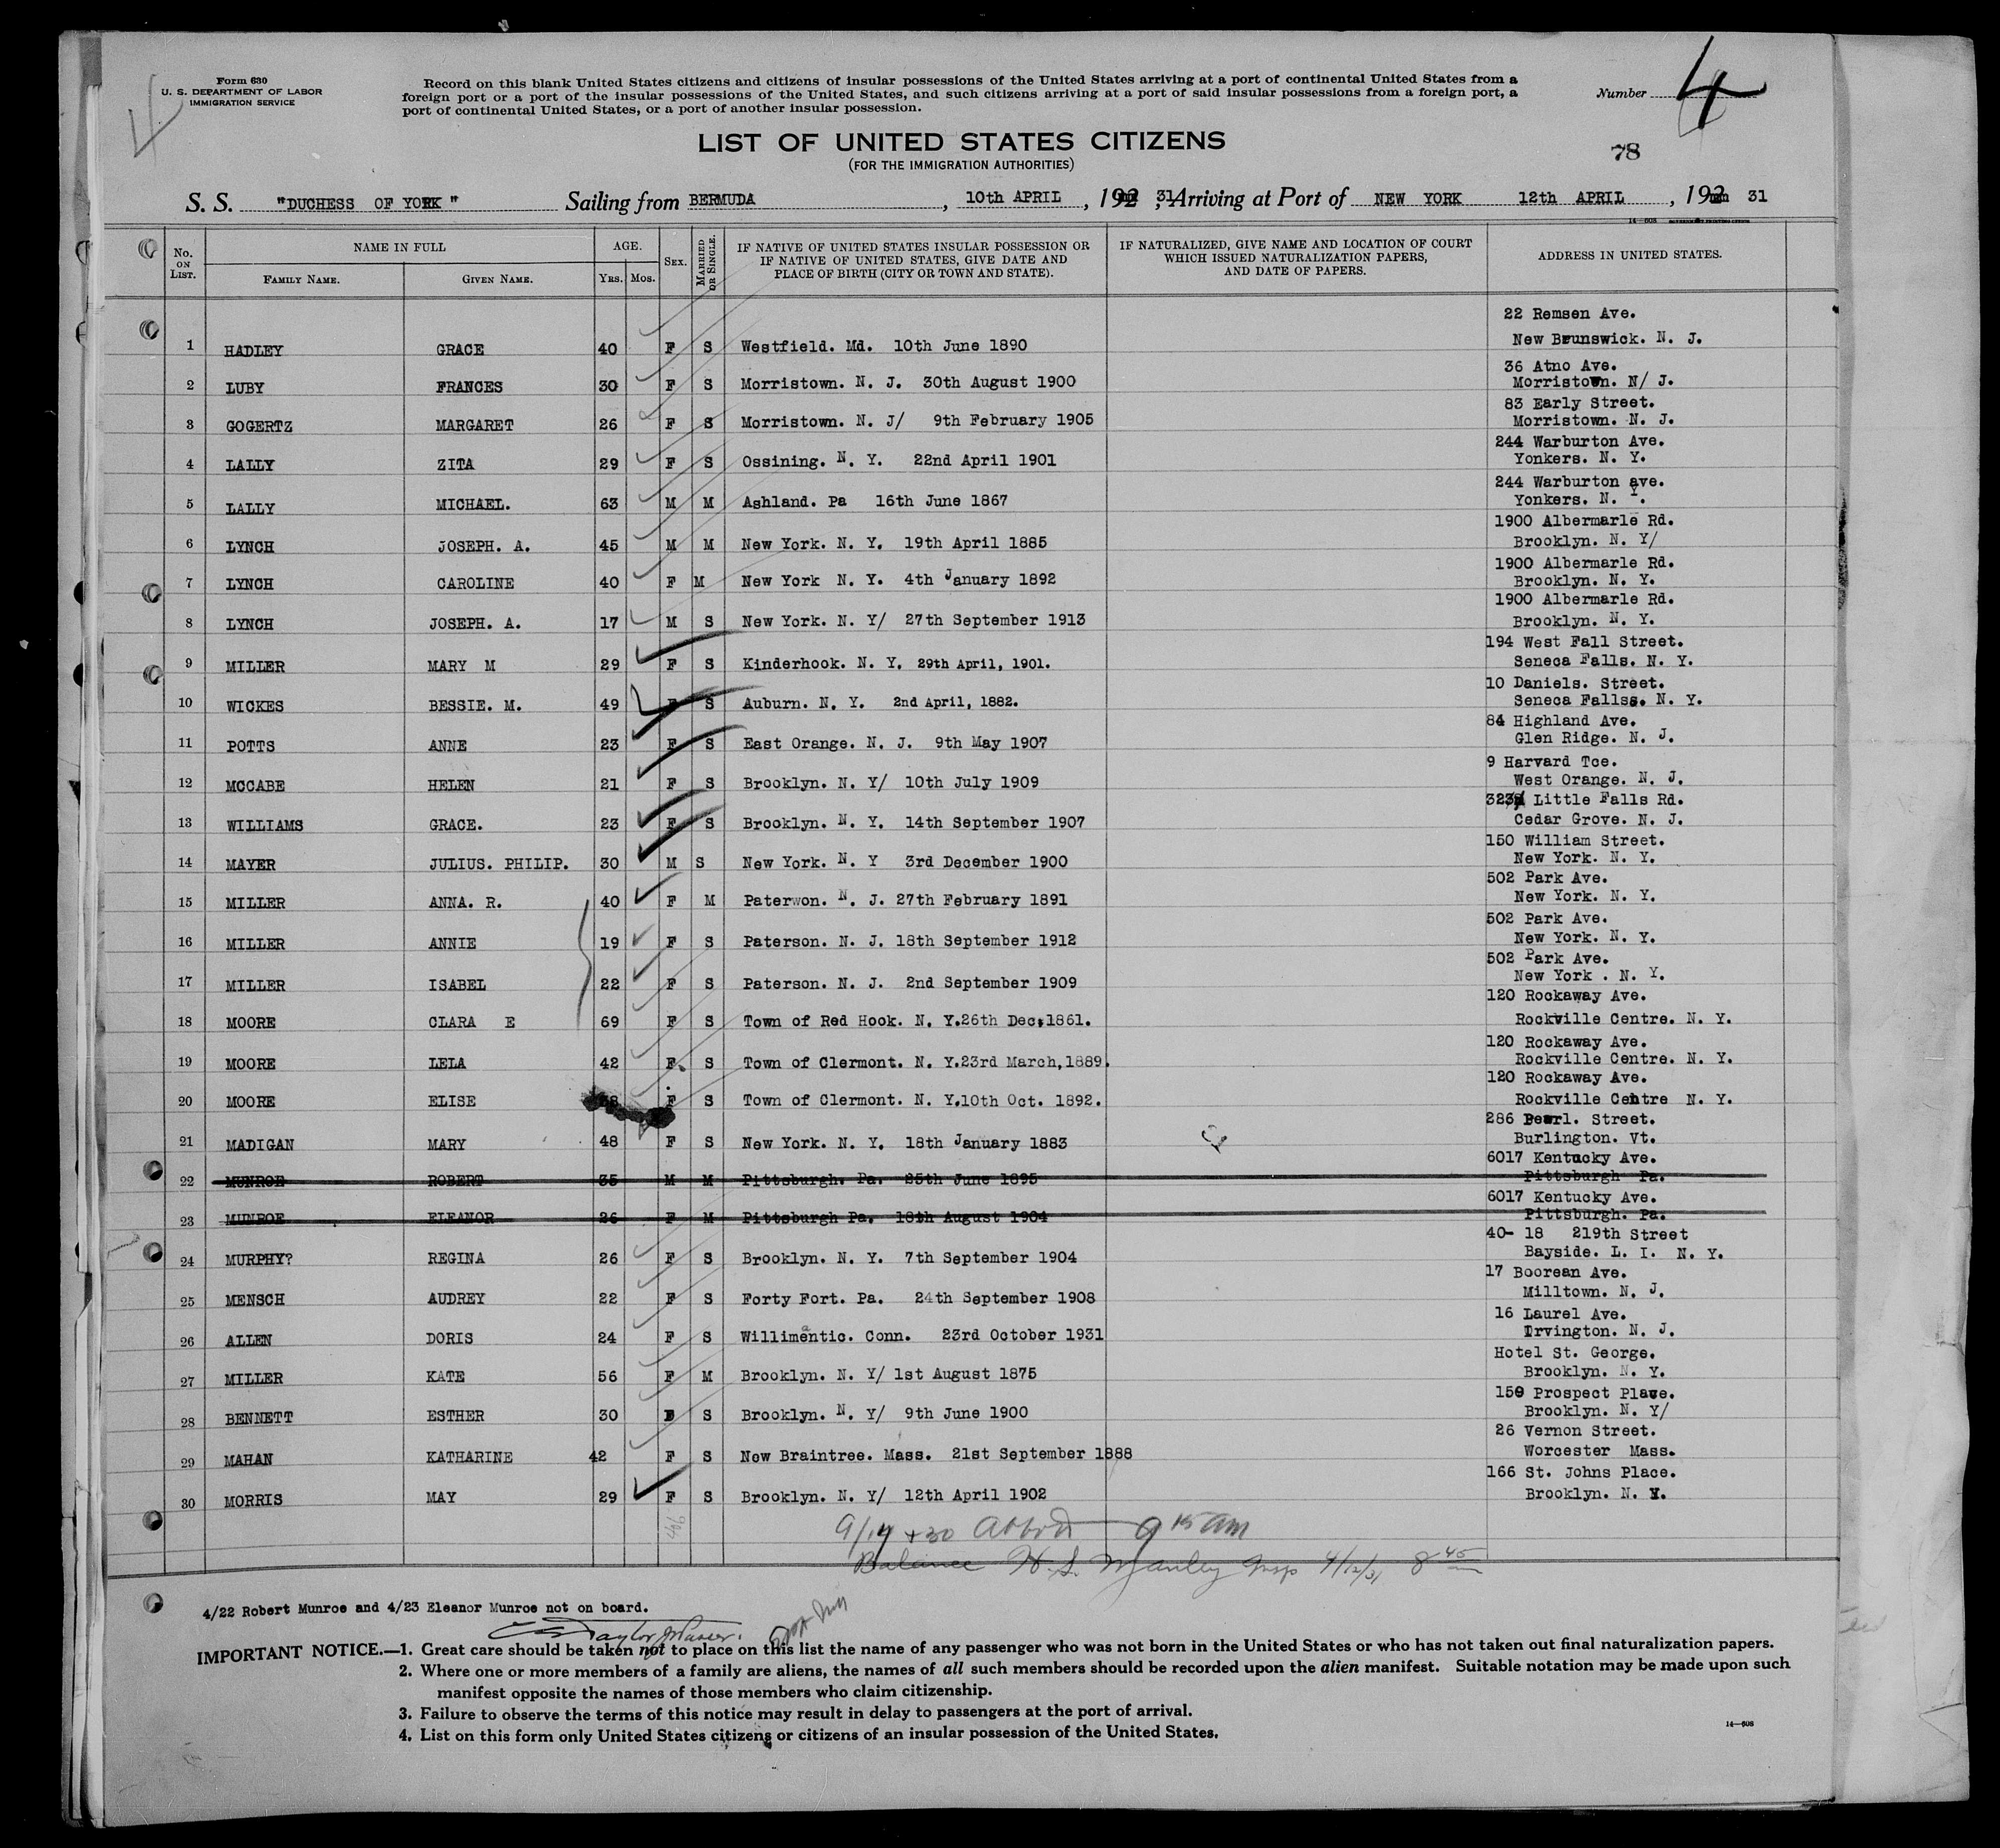 Form 630
U. S. DEPARTMENT OF LABOR
IMMIGRATION SERVICE
Record on this blank United States citizens and citizens of insular possessions of the United States arriving at a port of continental United States from a
foreign port or a port of the insular possessions of the United States, and such citizens arriving at a port of said insular possessions from a foreign port, a
port of continental United States, or a port of another insular possession.
Number 4
LIST OF UNITED STATES CITIZENS
(FOR THE IMMIGRATION AUTHORITIES)
78
S. S. "DUCHESS OF YORK" Sailing from BERMUDA, 10th APRIL, 192 31, Arriving at Port of NEW YORK 12th APRIL, 192 31
14—608
No. ON LIST. NAME IN FULL FAMILY NAME. GIVEN NAME. AGE. YRS. MOS. SEX. MARRIED OR SINGLE. IF NATIVE OF UNITED STATES INSULAR POSSESSION OR IF NATIVE OF UNITED STATES, GIVE DATE AND PLACE OF BIRTH (CITY OR TOWN AND STATE). IF NATURALIZED, GIVE NAME AND LOCATION OF COURT WHICH ISSUED NATURALIZATION PAPERS, AND DATE OF PAPERS. ADDRESS IN UNITED STATES.
1 HADLEY GRACE 40 F S Westfield. Md. 10th June 1890 22 Remsen Ave. New Brunswick. N. J.
2 LUBY FRANCES 30 F S Morristown. N. J. 30th August 1900 36 Atno Ave. Morristown. N/ J.
3 GOGERTZ MARGARET 26 F S Morristown. N. J/ 9th February 1905 83 Early Street. Morristown. N. J.
4 LALLY ZITA 29 F S Ossining. N. Y. 22nd April 1901 244 Warburton Ave. Yonkers. N. Y.
5 LALLY MICHAEL. 63 M M Ashland. Pa 16th June 1867 244 Warburton ave. Yonkers. N. Y.
6 LYNCH JOSEPH. A. 45 M M New York. N. Y. 19th April 1885 1900 Albermarle Rd. Brooklyn. N. Y/
7 LYNCH CAROLINE 40 F M New York N. Y. 4th January 1892 1900 Albermarle Rd. Brooklyn. N. Y.
8 LYNCH JOSEPH. A. 17 M S New York. N. Y/ 27th September 1913 1900 Albermarle Rd. Brooklyn. N. Y.
9 MILLER MARY M 29 F S Kinderhook. N. Y. 29th April, 1901. 194 West Fall Street. Seneca Falls. N. Y.
10 WICKES BESSIE. M. 49 F S Auburn. N. Y. 2nd April, 1882. 10 Daniels. Street. Seneca Fallss. N. Y.
11 POTTS ANNE 23 F S East Orange. N. J. 9th May 1907 84 Highland Ave. Glen Ridge. N. J.
12 MCCABE HELEN 21 F S Brooklyn. N. Y/ 10th July 1909 9 Harvard Tce. West Orange. N. J.
13 WILLIAMS GRACE. 23 F S Brooklyn. N. Y. 14th September 1907 323 Little Falls Rd. Cedar Grove. N. J.
14 MAYER JULIUS. PHILIP. 30 M S New York. N. Y 3rd December 1900 150 William Street. New York. N. Y.
15 MILLER ANNA. R. 40 F M Paterwon. N. J. 27th February 1891 502 Park Ave. New York. N. Y.
16 MILLER ANNIE 19 F S Paterson. N. J. 18th September 1912 502 Park Ave. New York. N. Y.
17 MILLER ISABEL 22 F S Paterson. N. J. 2nd September 1909 502 Park Ave. New York . N. Y.
18 MOORE CLARA E 69 F S Town of Red Hook. N. Y.26th Dec.1861. 120 Rockaway Ave. Rockville Centre. N. Y.
19 MOORE LELA 42 F. S Town of Clermont. N. Y.23rd March,1889. 120 Rockaway Ave. Rockville Centre. N. Y.
20 MOORE ELISE F S Town of Clermont. N. Y.10th Oct. 1892. 120 Rockaway Ave. Rockville Centre N. Y.
21 MADIGAN MARY 48 F S New York. N. Y. 18th January 1883 286 Pearl. Street. Burlington. Vt.
22 MUNROE ROBERT 35 M M Pittsburgh. Pa. 25th June 1895 6017 Kentucky Ave. Pittsburgh Pa.
23 MUNROE ELEANOR 26 F M Pittsburgh Pa. 18th August 1904 6017 Kentucky Ave. Pittsburgh. Pa.
24 MURPHY? REGINA 26 F S Brooklyn. N. Y. 7th September 1904 40- 18 219th Street Bayside. L. I. N. Y.
25 MENSCH AUDREY 22 F S Forty Fort. Pa. 24th September 1908 17 Boorean Ave. Milltown. N. J.
26 ALLEN DORIS 24 F S Willimentic. Conn. 23rd October 1931 16 Laurel Ave. Irvington. N. J.
27 MILLER KATE 56 F M Brooklyn. N. Y/ 1st August 1875 Hotel St. George. Brooklyn. N. Y.
28 BENNETT ESTHER 30 F S Brooklyn. N. Y/ 9th June 1900 150 Prospect Place. Brooklyn. N. Y/
29 MAHAN KATHARINE 42 F S New Braintree. Mass. 21st September 1888 26 Vernon Street. Worcester Mass.
30 MORRIS MAY 29 F S Brooklyn. N. Y/ 12th April 1902 166 St. Johns Place. Brooklyn. N. Y.
9/14 + 30 9 15 am
Balance H. S. Manley Insp 4/12/31 8 45
4/22 Robert Munroe and 4/23 Eleanor Munroe not on board.
IMPORTANT NOTICE.—1. Great care should be taken not to place on this list the name of any passenger who was not born in the United States or who has not taken out final naturalization papers.
2. Where one or more members of a family are aliens, the names of all such members should be recorded upon the alien manifest. Suitable notation may be made upon such
manifest opposite the names of those members who claim citizenship.
3. Failure to observe the terms of this notice may result in delay to passengers at the port of arrival.
4. List on this form only United States citizens or citizens of an insular possession of the United States.
14—608